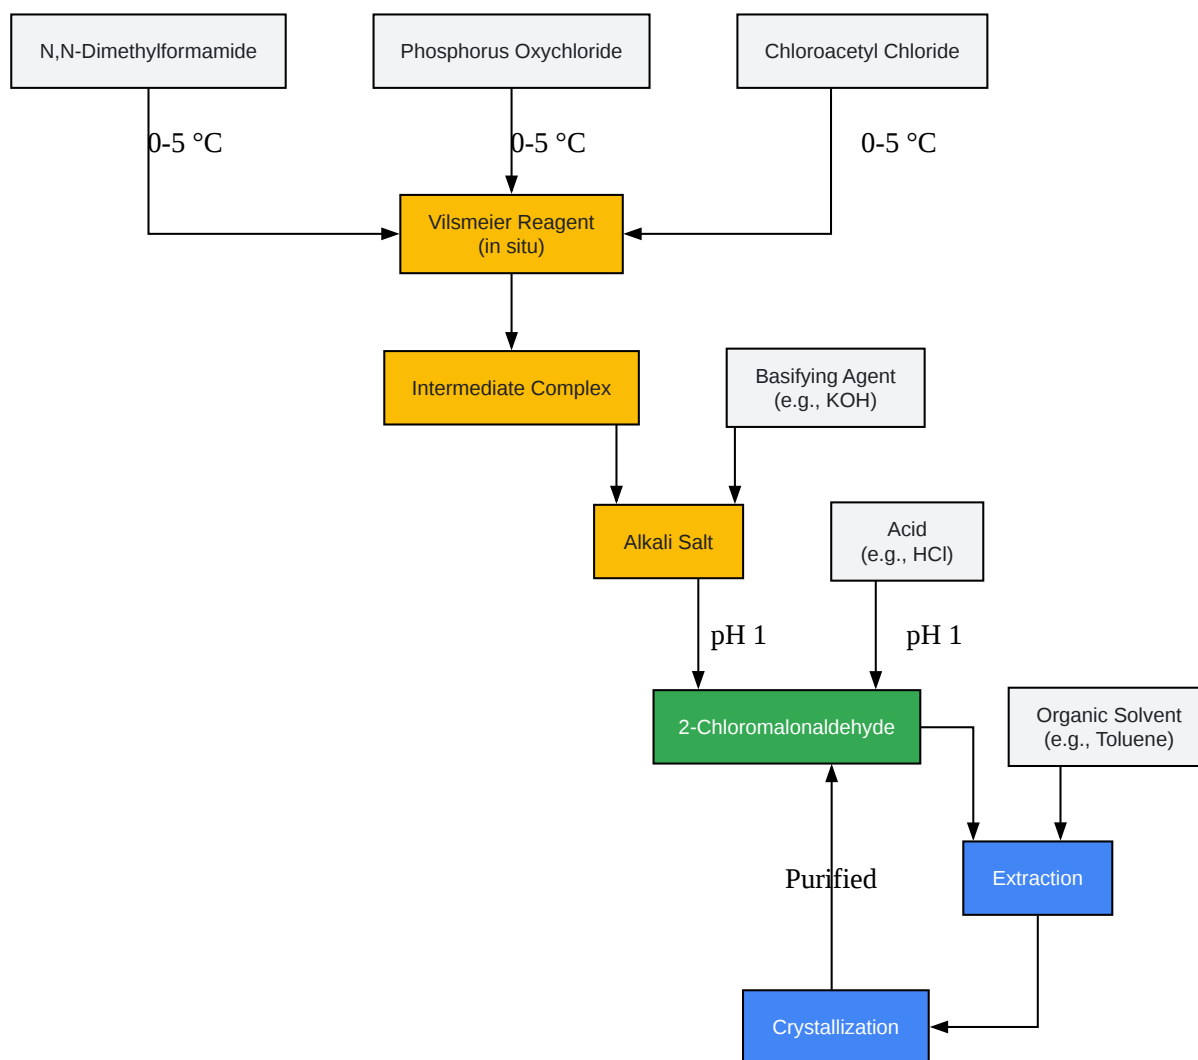 N,N-Dimethylformamide
Phosphorus Oxychloride
Chloroacetyl Chloride
0-5 °C
0-5 °C
0-5 °C
Vilsmeier Reagent
(in situ)
Intermediate Complex
Basifying Agent
(e.g., KOH)
Alkali Salt
Acid
(e.g., HCl)
pH 1
pH 1
2-Chloromalonaldehyde
Organic Solvent
(e.g., Toluene)
Purified
Extraction
Crystallization